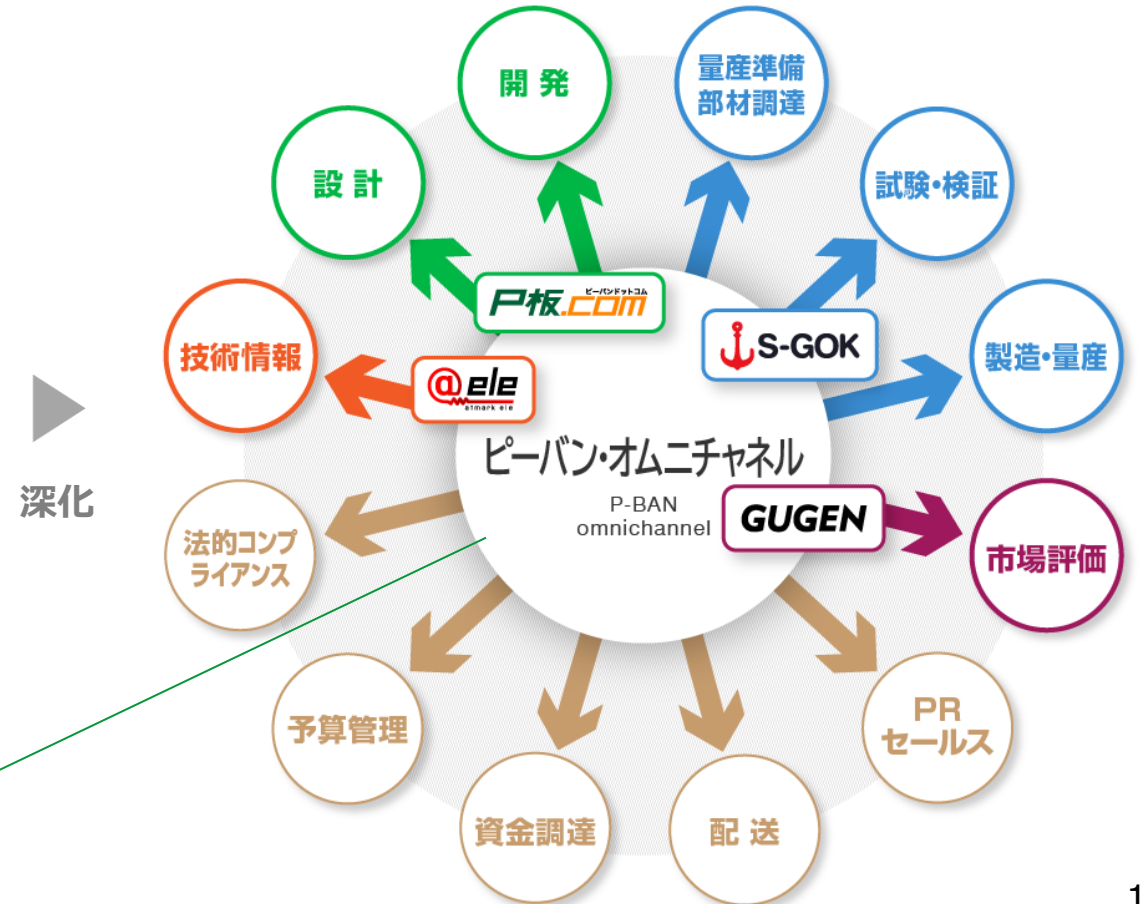 開 発
量産準備
部材調達
設 計
試験・検証
ピーバンドットコム
P板.com
S-GOK
技術情報
@ele
atmark ele
製造・量産
深化
ピーバン・オムニチャネル
P-BAN
omnichannel
GUGEN
法的コンプ
ライアンス
市場評価
予算管理
PR
セールス
資金調達
配 送
1